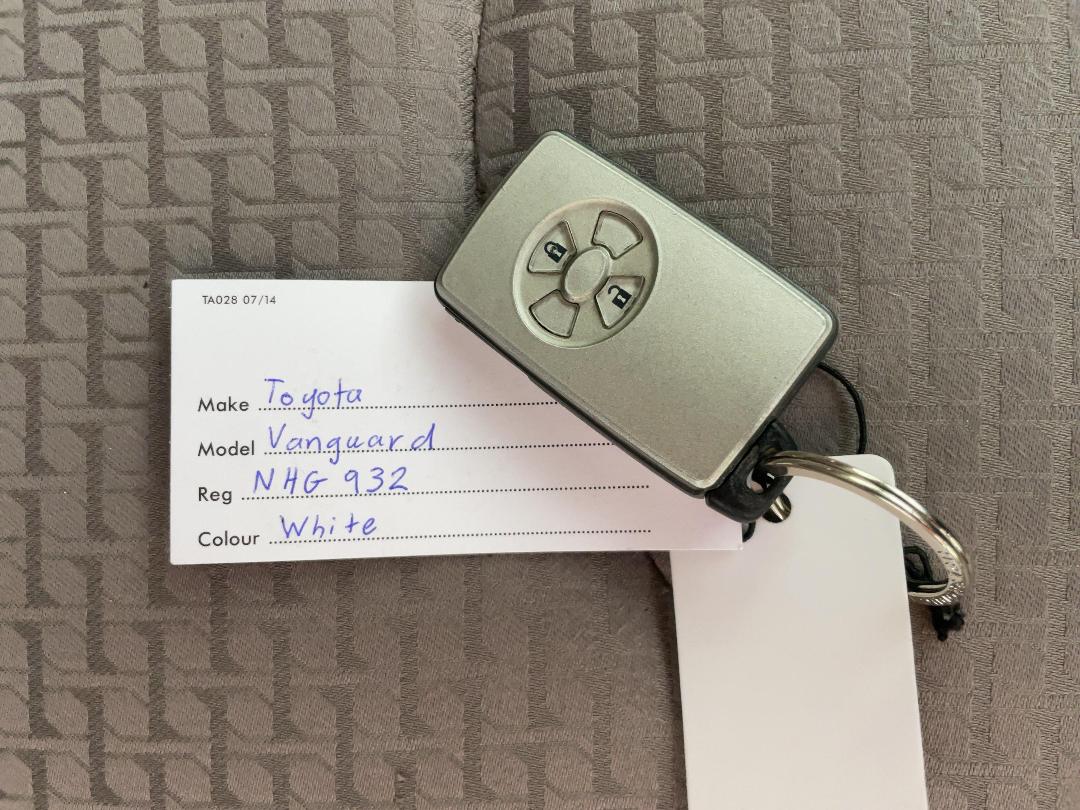 TA028 07/14
Make Toyota
Model Vanguard
Reg NHG 932
Colour White